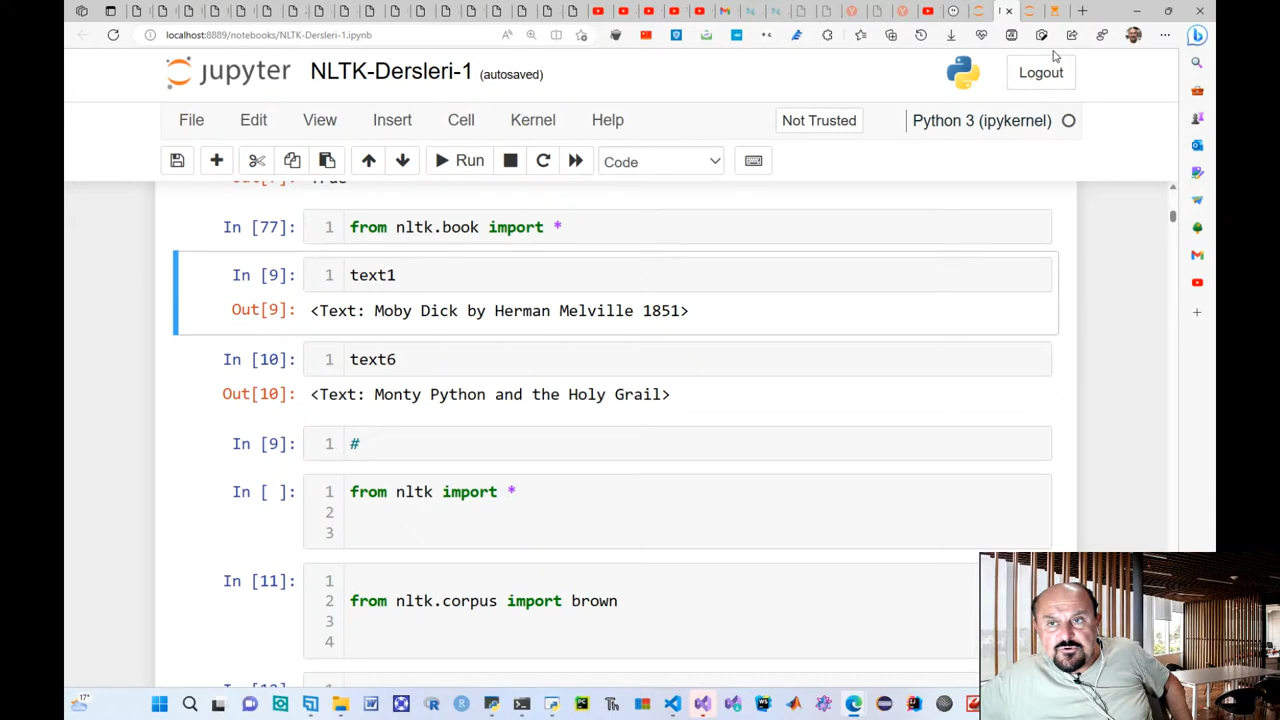 localhost:8889/notebooks/NLTK-Dersleri-1.ipynb
jupyter NLTK-Dersleri-1 (autosaved)
Logout
File Edit View Insert Cell Kernel Help
Not Trusted
Python 3 (ipykernel)
Run
Code
In [77]: 1 from nltk.book import *
In [9]: 1 text1
Out[9]: <Text: Moby Dick by Herman Melville 1851>
In [10]: 1 text6
Out[10]: <Text: Monty Python and the Holy Grail>
In [9]: 1 #
In [ ]: 1 from nltk import *
2
3
In [11]: 1
2 from nltk.corpus import brown
3
4
17°